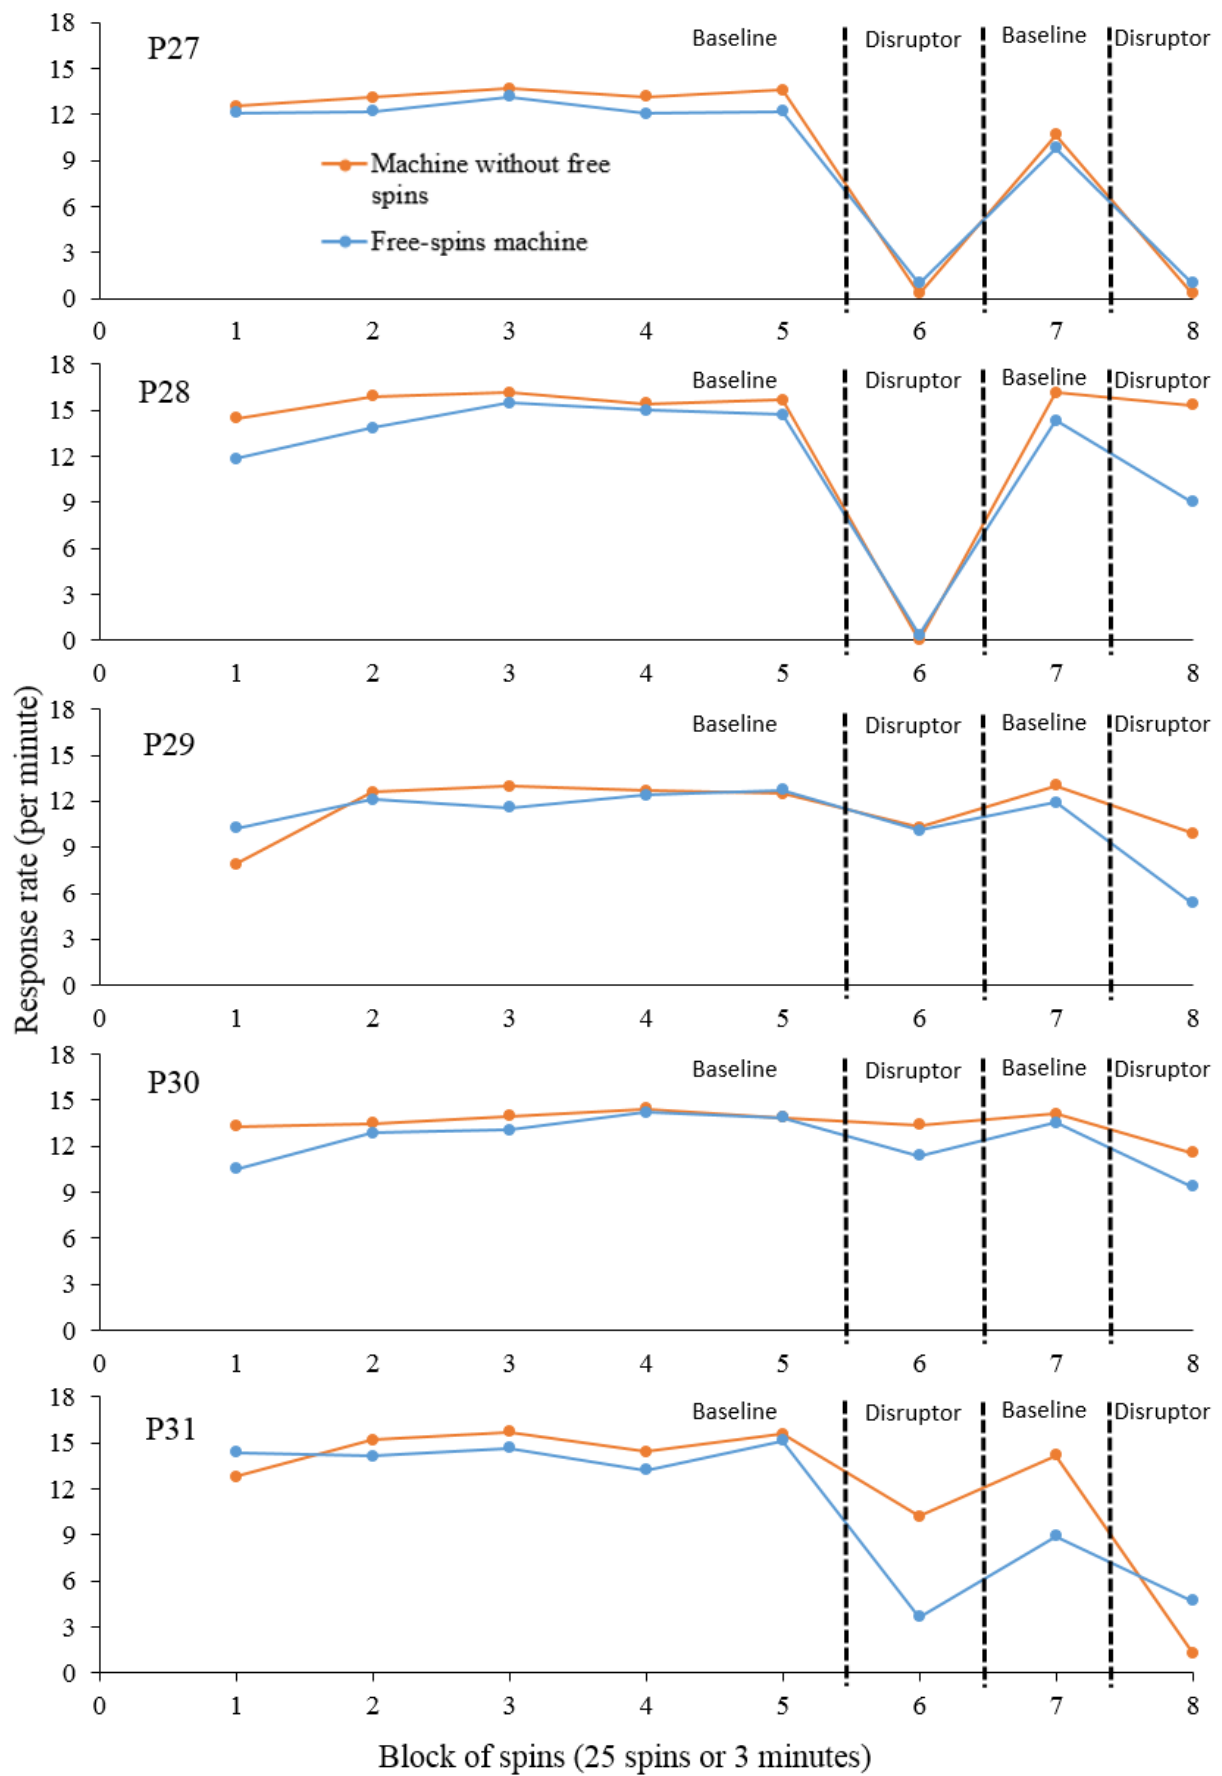 18
P27
Baseline
Disruptor
Baseline
Disruptor
15
12
9
6
3
0
Machine without free
spins
Free-spins machine
0 1 2 3 4 5 6 7 8
18
P28
Baseline
Disruptor
Baseline
Disruptor
15
12
9
6
3
0
0 1 2 3 4 5 6 7 8
Response rate (per minute)
18
P29
Baseline
Disruptor
Baseline
Disruptor
15
12
9
6
3
0
0 1 2 3 4 5 6 7 8
18
P30
Baseline
Disruptor
Baseline
Disruptor
15
12
9
6
3
0
0 1 2 3 4 5 6 7 8
18
P31
Baseline
Disruptor
Baseline
Disruptor
15
12
9
6
3
0
0 1 2 3 4 5 6 7 8
Block of spins (25 spins or 3 minutes)